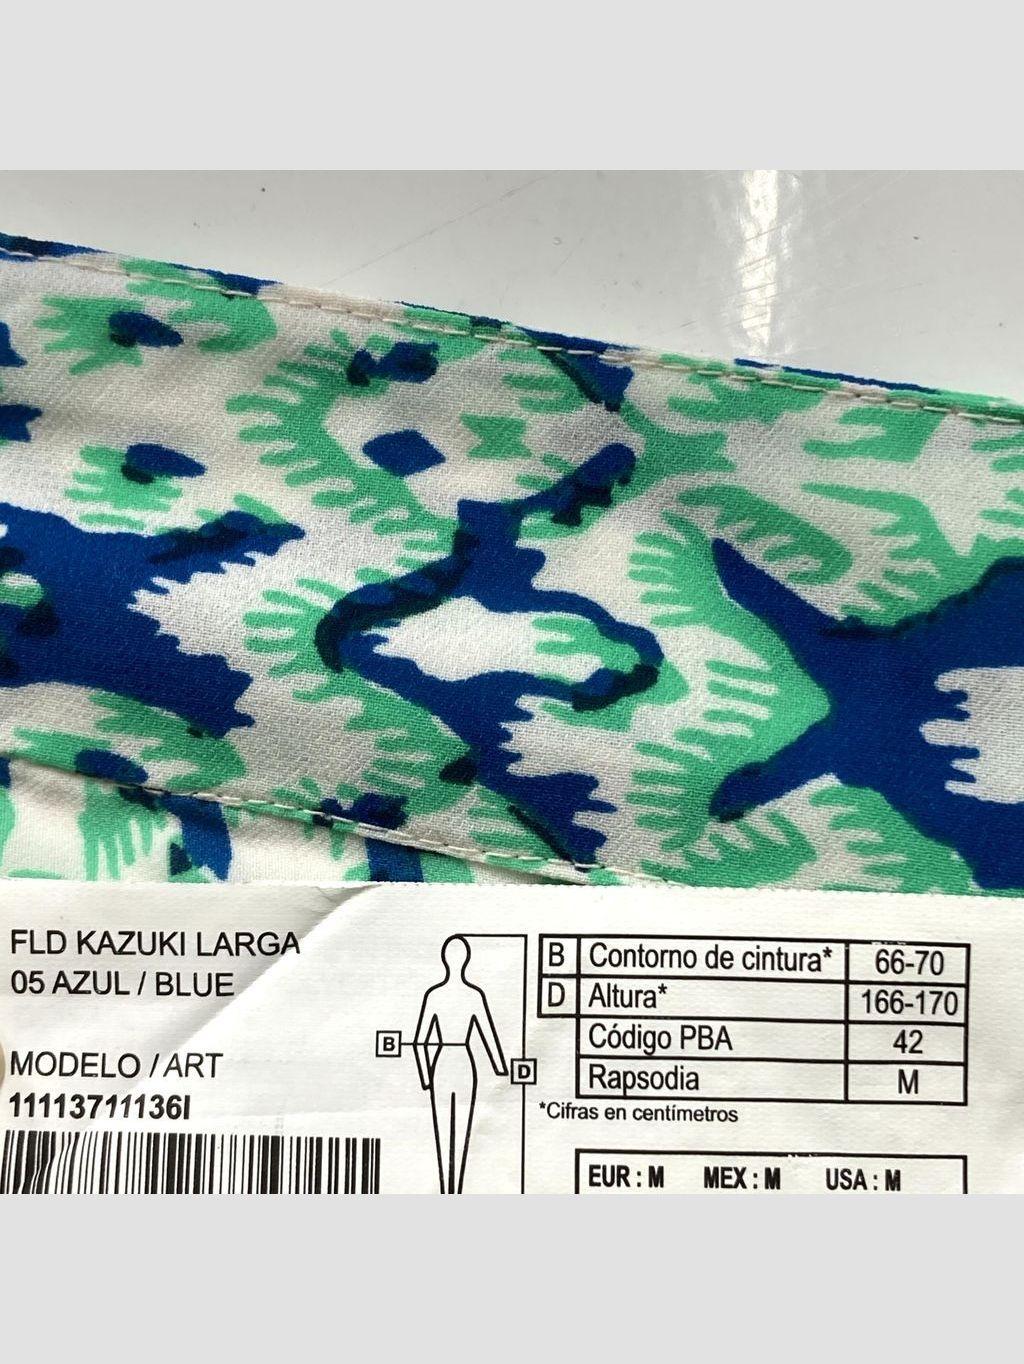 FLD KAZUKI LARGA
05 AZUL / BLUE
MODELO / ART
11113711136I
B
D
B Contorno de cintura* 66-70
D Altura* 166-170
Código PBA 42
Rapsodia M
*Cifras en centímetros
EUR : M MEX : M USA : M